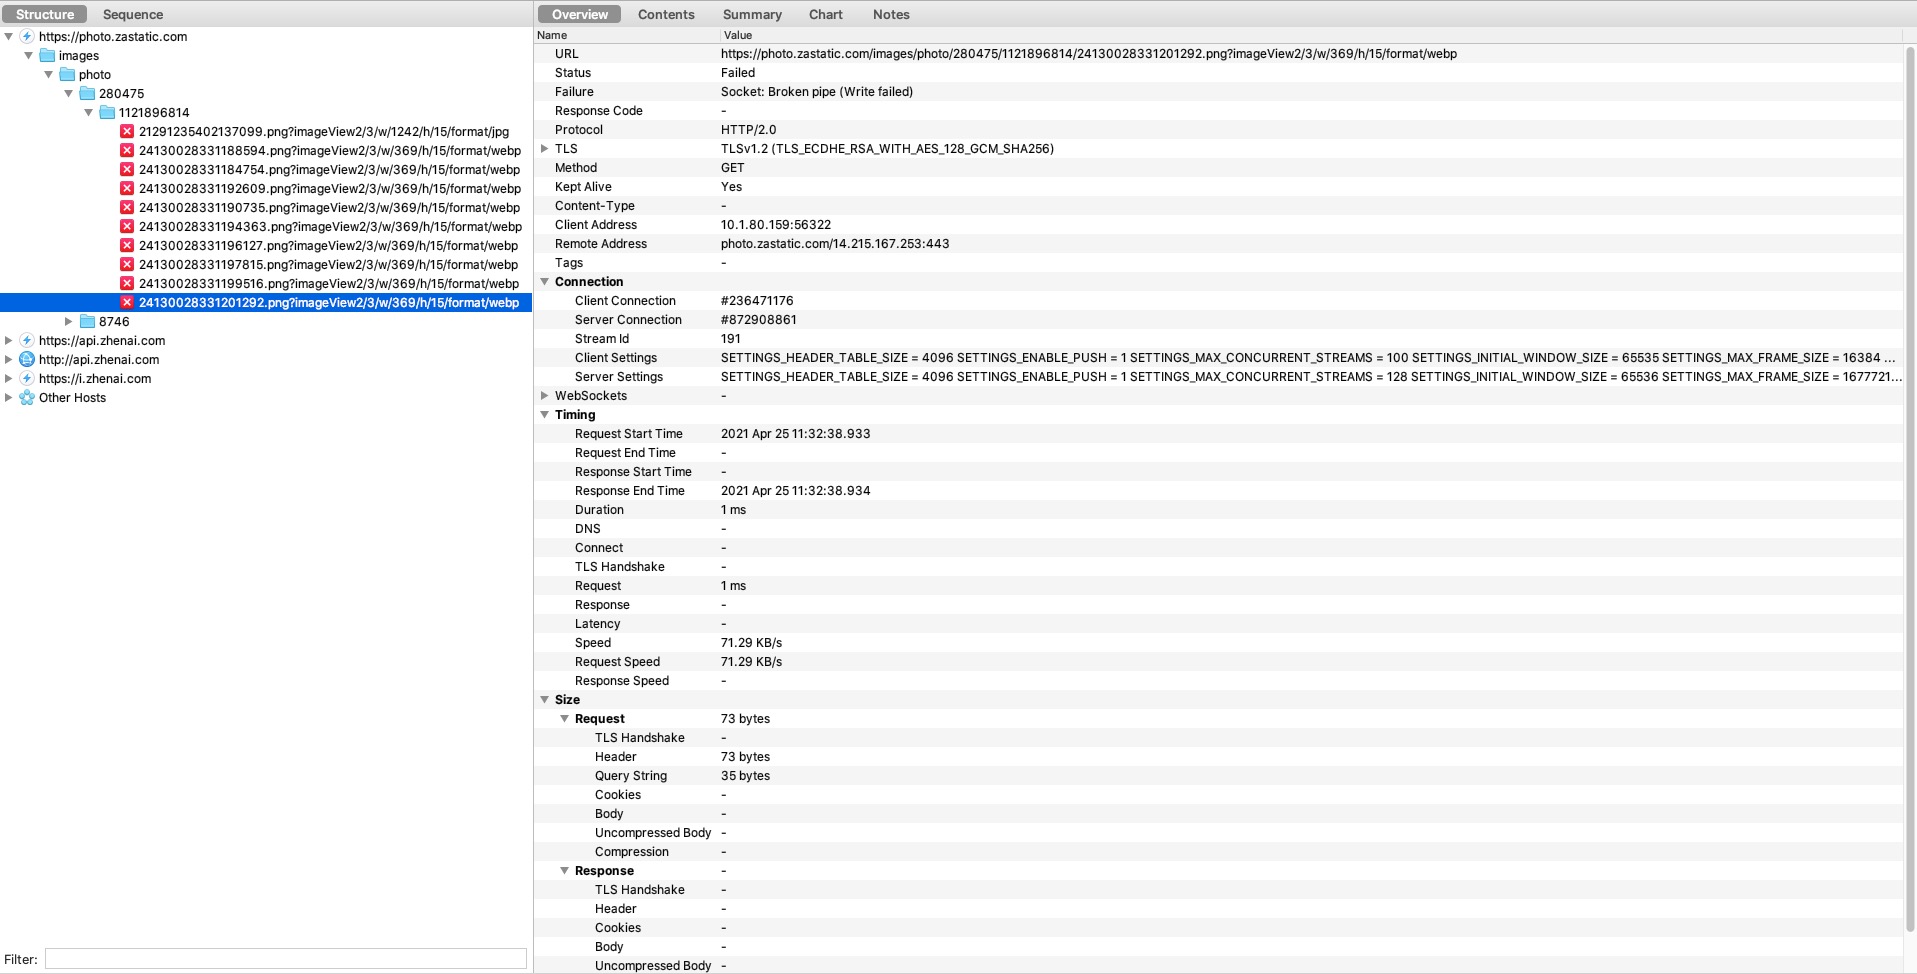 Structure
Sequence
https://photo.zastatic.com
images
photo
280475
1121896814
21291235402137099.png?imageView2/3/w/1242/h/15/format/jpg
24130028331188594.png?imageView2/3/w/369/h/15/format/webp
24130028331184754.png?imageView2/3/w/369/h/15/format/webp
24130028331192609.png?imageView2/3/w/369/h/15/format/webp
24130028331190735.png?imageView2/3/w/369/h/15/format/webp
24130028331194363.png?imageView2/3/w/369/h/15/format/webp
24130028331196127.png?imageView2/3/w/369/h/15/format/webp
24130028331197815.png?imageView2/3/w/369/h/15/format/webp
24130028331199516.png?imageView2/3/w/369/h/15/format/webp
24130028331201292.png?imageView2/3/w/369/h/15/format/webp
8746
https://api.zhenai.com
http://api.zhenai.com
https://i.zhenai.com
Other Hosts
Filter:
Overview Contents Summary Chart Notes
Name Value
URL https://photo.zastatic.com/images/photo/280475/1121896814/24130028331201292.png?imageView2/3/w/369/h/15/format/webp
Status Failed
Failure Socket: Broken pipe (Write failed)
Response Code -
Protocol HTTP/2.0
TLS TLSv1.2 (TLS_ECDHE_RSA_WITH_AES_128_GCM_SHA256)
Method GET
Kept Alive Yes
Content-Type -
Client Address 10.1.80.159:56322
Remote Address photo.zastatic.com/14.215.167.253:443
Tags -
Connection
Client Connection #236471176
Server Connection #872908861
Stream Id 191
Client Settings SETTINGS_HEADER_TABLE_SIZE = 4096 SETTINGS_ENABLE_PUSH = 1 SETTINGS_MAX_CONCURRENT_STREAMS = 100 SETTINGS_INITIAL_WINDOW_SIZE = 65535 SETTINGS_MAX_FRAME_SIZE = 16384 ...
Server Settings SETTINGS_HEADER_TABLE_SIZE = 4096 SETTINGS_ENABLE_PUSH = 1 SETTINGS_MAX_CONCURRENT_STREAMS = 128 SETTINGS_INITIAL_WINDOW_SIZE = 65536 SETTINGS_MAX_FRAME_SIZE = 1677721...
WebSockets -
Timing
Request Start Time 2021 Apr 25 11:32:38.933
Request End Time -
Response Start Time -
Response End Time 2021 Apr 25 11:32:38.934
Duration 1 ms
DNS -
Connect -
TLS Handshake -
Request 1 ms
Response -
Latency -
Speed 71.29 KB/s
Request Speed 71.29 KB/s
Response Speed -
Size
Request 73 bytes
TLS Handshake -
Header 73 bytes
Query String 35 bytes
Cookies -
Body -
Uncompressed Body -
Compression -
Response -
TLS Handshake -
Header -
Cookies -
Body -
Uncompressed Body -